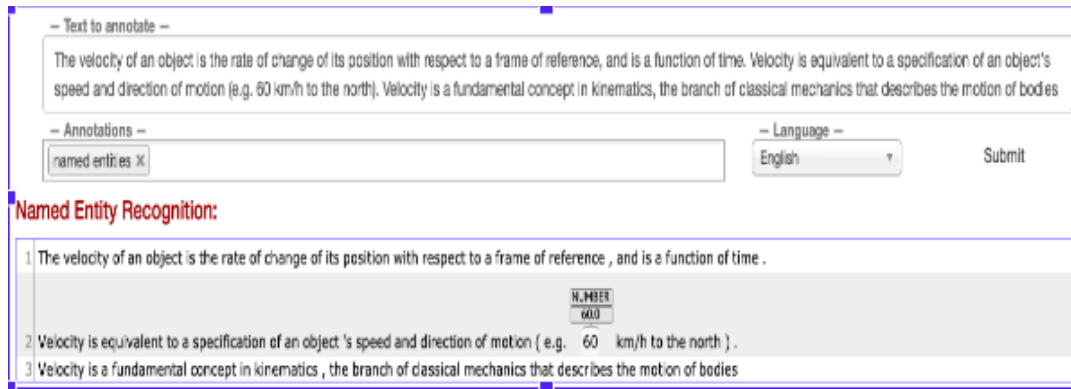 — Text to annotate —
The velocity of an object is the rate of change of its position with respect to a frame of reference, and is a function of time. Velocity is equivalent to a specification of an object's
speed and direction of motion (e.g. 60 km/h to the north). Velocity is a fundamental concept in kinematics, the branch of classical mechanics that describes the motion of bodies
— Annotations —
named entities X
— Language —
English
Submit
Named Entity Recognition:
1 The velocity of an object is the rate of change of its position with respect to a frame of reference , and is a function of time .
NUMBER
60.0
2 Velocity is equivalent to a specification of an object 's speed and direction of motion ( e.g. 60 km/h to the north ) .
3 Velocity is a fundamental concept in kinematics , the branch of classical mechanics that describes the motion of bodies